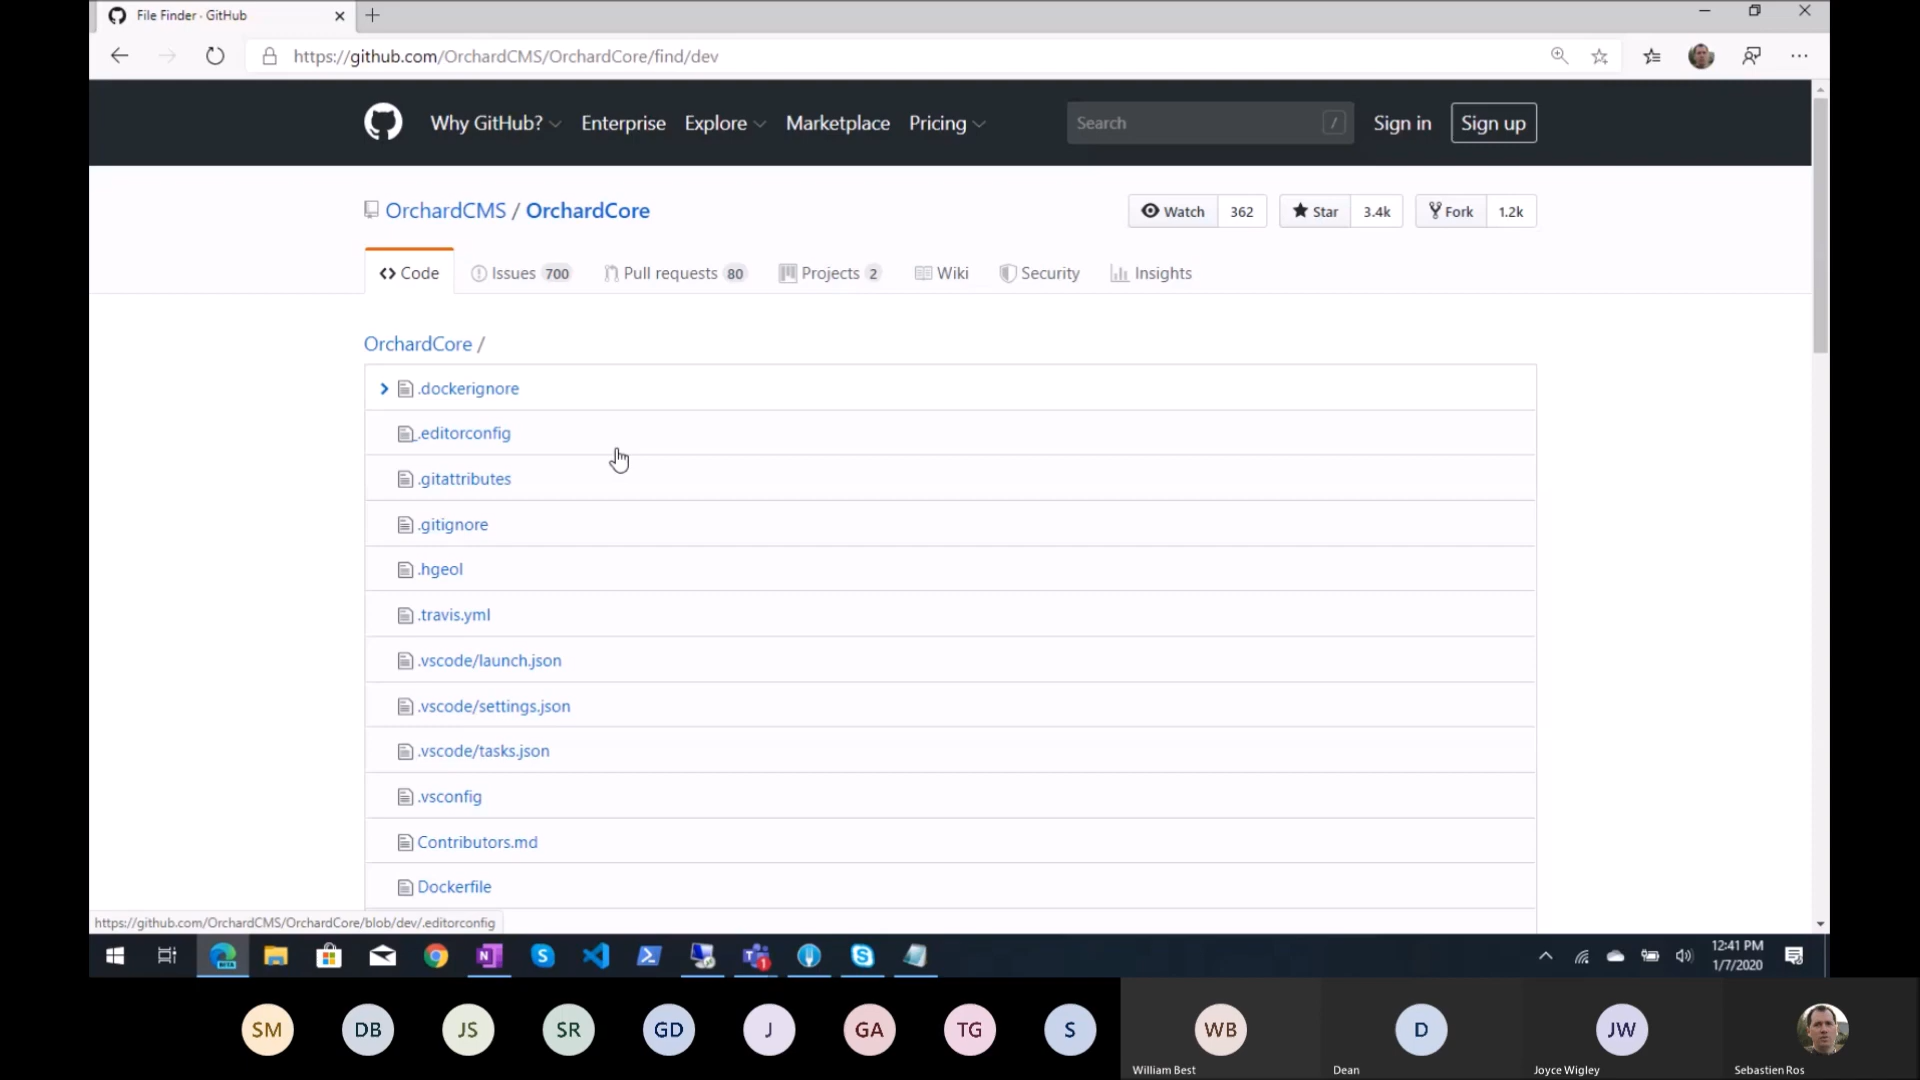 File Finder · GitHub
https://github.com/OrchardCMS/OrchardCore/find/dev
Why GitHub? Enterprise Explore Marketplace Pricing Search / Sign in Sign up
OrchardCMS / OrchardCore Watch 362 Star 3.4k Fork 1.2k
Code Issues 700 Pull requests 80 Projects 2 Wiki Security Insights
OrchardCore /
.dockerignore
.editorconfig
.gitattributes
.gitignore
.hgeol
.travis.yml
.vscode/launch.json
.vscode/settings.json
.vscode/tasks.json
.vsconfig
Contributors.md
Dockerfile
https://github.com/OrchardCMS/OrchardCore/blob/dev/.editorconfig
12:41 PM
1/7/2020
SM DB JS SR GD J GA TG S WB D JW
William Best Dean Joyce Wigley Sebastien Ros